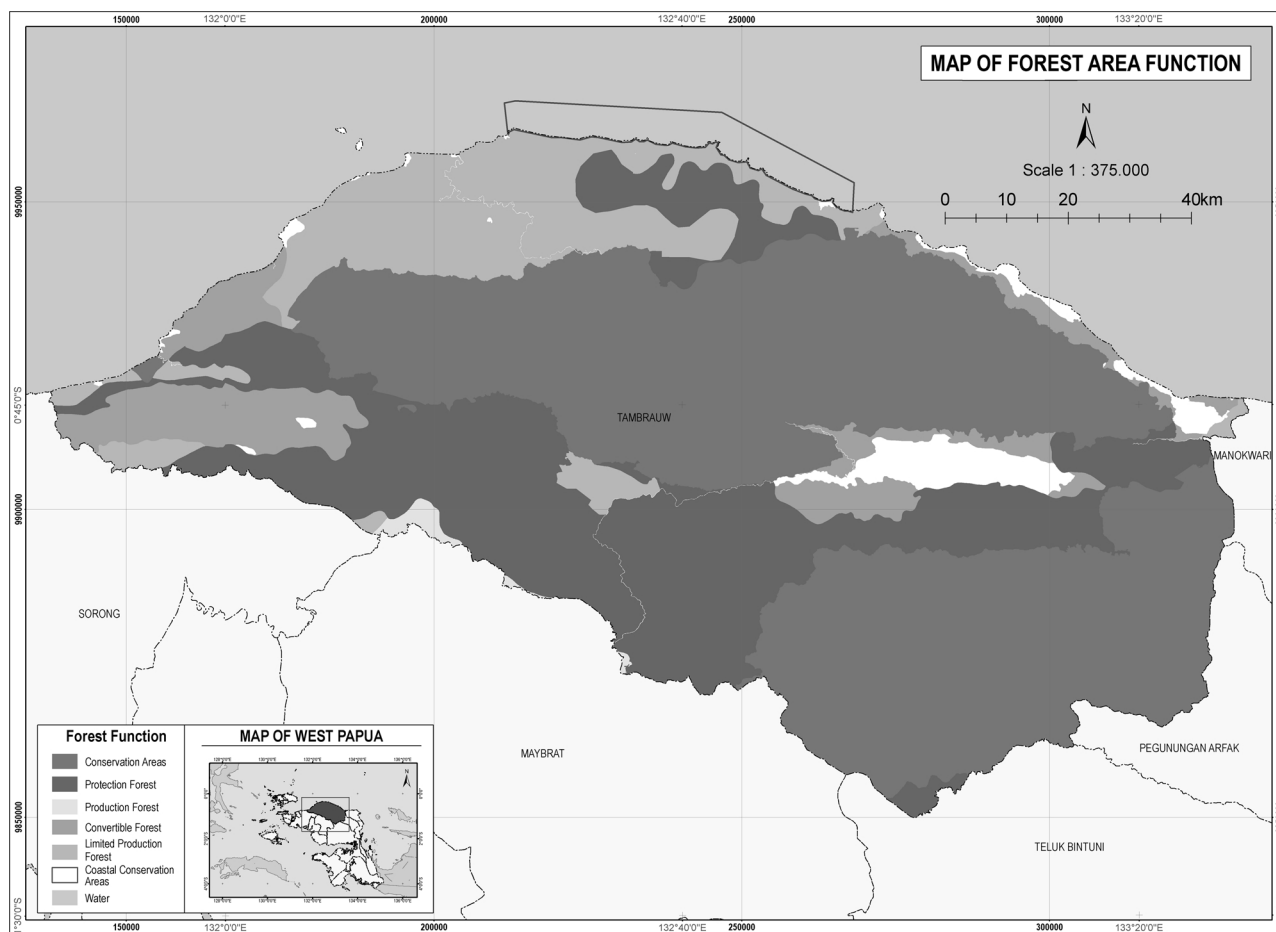 150000 132°0'0"E 200000 132°40'0"E 250000 300000 133°20'0"E
MAP OF FOREST AREA FUNCTION
N
Scale 1 : 375.000
0 10 20 40km
9950000
0°45'0"S
TAMBRAUW
MANOKWARI
9900000
SORONG
MAYBRAT
PEGUNUNGAN ARFAK
TELUK BINTUNI
9850000
1°30'0"S
Forest Function
Conservation Areas
Protection Forest
Production Forest
Convertible Forest
Limited Production
Forest
Coastal Conservation
Areas
Water
MAP OF WEST PAPUA
N
150000 132°0'0"E 200000 132°40'0"E 250000 300000 133°20'0"E